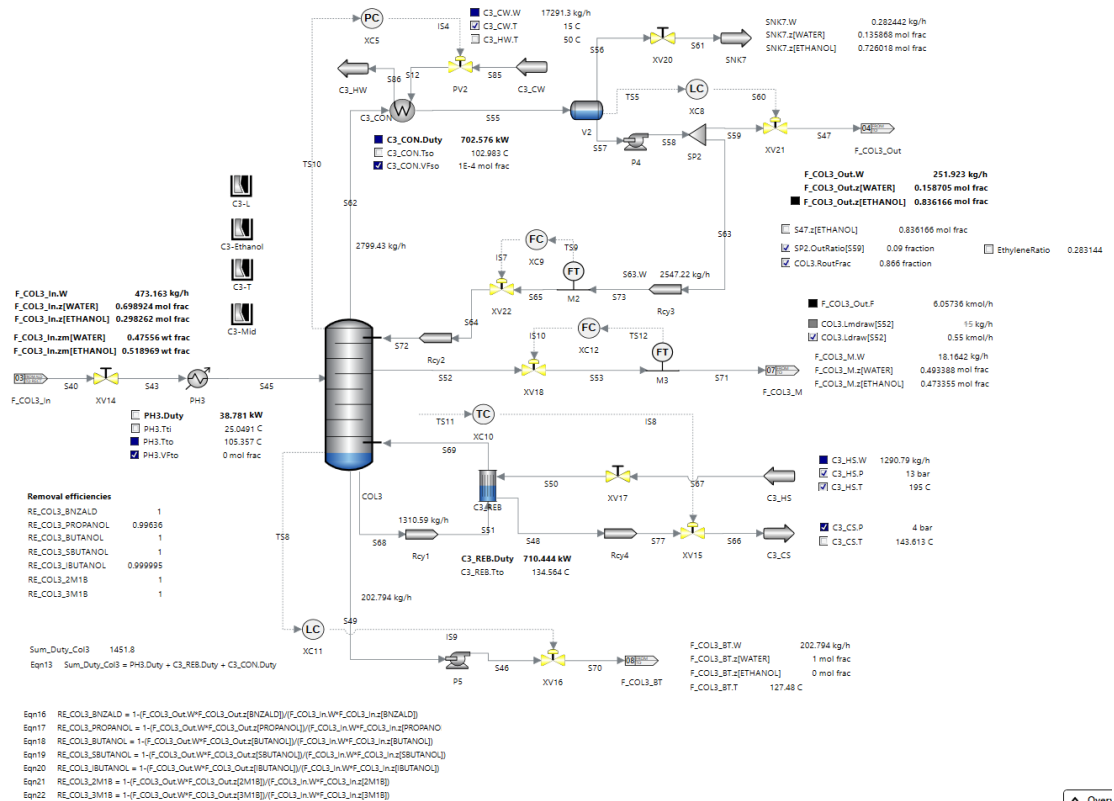 PC
XC5
IS4
C3_CW.W 17291.3 kg/h
C3_CW.T 15 C
C3_HW.T 50 C
SNK7.W 0.282442 kg/h
SNK7.z[WATER] 0.135868 mol frac
SNK7.z[ETHANOL] 0.726018 mol frac
S56
S61
XV20
SNK7
C3_HW
S86
S12
PV2
S85
C3_CW
C3_CON
W
S55
V2
TS5
LC
XC8
S60
S57
P4
S58
SP2
S59
XV21
S47
04
F_COL3_Out
C3_CON.Duty 702.576 kW
C3_CON.Tso 102.983 C
C3_CON.VFso 1E-4 mol frac
TS10
S62
F_COL3_Out.W 251.923 kg/h
F_COL3_Out.z[WATER] 0.158705 mol frac
F_COL3_Out.z[ETHANOL] 0.836166 mol frac
C3-L
C3-Ethanol
C3-T
C3-Mid
2799.43 kg/h
S63
S47.z[ETHANOL] 0.836166 mol frac
SP2.OutRatio[S59] 0.09 fraction
EthyleneRatio 0.283144
COL3.RoutFrac 0.866 fraction
IS7
FC
XC9
TS9
FT
S63.W 2547.22 kg/h
S65
M2
S73
Rcy3
XV22
S64
F_COL3_In.W 473.163 kg/h
F_COL3_In.z[WATER] 0.698924 mol frac
F_COL3_In.z[ETHANOL] 0.298262 mol frac
F_COL3_In.zm[WATER] 0.47556 wt frac
F_COL3_In.zm[ETHANOL] 0.518969 wt frac
F_COL3_Out.F 6.05736 kmol/h
COL3.Lmdraw[S52] 15 kg/h
COL3.Ldraw[S52] 0.55 kmol/h
S72
Rcy2
IS10
FC
XC12
TS12
FT
F_COL3_M.W 18.1642 kg/h
F_COL3_M.z[WATER] 0.493388 mol frac
F_COL3_M.z[ETHANOL] 0.473355 mol frac
03
F_COL3_In
S40
XV14
S43
PH3
S45
S52
XV18
S53
M3
S71
07
F_COL3_M
PH3.Duty 38.781 kW
PH3.Tti 25.0491 C
PH3.Tto 105.357 C
PH3.VFto 0 mol frac
TS11
TC
XC10
IS8
S69
C3_HS.W 1290.79 kg/h
C3_HS.P 13 bar
C3_HS.T 195 C
S50
XV17
S67
C3_HS
COL3
C3_REB
Removal efficiencies
RE_COL3_BNZALD 1
RE_COL3_PROPANOL 0.99636
RE_COL3_BUTANOL 1
RE_COL3_SBUTANOL 1
RE_COL3_IBUTANOL 0.999995
RE_COL3_2M1B 1
RE_COL3_3M1B 1
TS8
S68
1310.59 kg/h
Rcy1
S51
S48
Rcy4
S77
XV15
S66
C3_CS
C3_CS.P 4 bar
C3_CS.T 143.613 C
C3_REB.Duty 710.444 kW
C3_REB.Tto 134.564 C
202.794 kg/h
S49
LC
XC11
IS9
P5
S46
XV16
S70
08
F_COL3_BT
F_COL3_BT.W 202.794 kg/h
F_COL3_BT.z[WATER] 1 mol frac
F_COL3_BT.z[ETHANOL] 0 mol frac
F_COL3_BT.T 127.48 C
Sum_Duty_Col3 1451.8
Eqn13 Sum_Duty_Col3 = PH3.Duty + C3_REB.Duty + C3_CON.Duty
Eqn16 RE_COL3_BNZALD = 1-(F_COL3_Out.W*F_COL3_Out.z[BNZALD])/(F_COL3_In.W*F_COL3_In.z[BNZALD])
Eqn17 RE_COL3_PROPANOL = 1-(F_COL3_Out.W*F_COL3_Out.z[PROPANOL])/(F_COL3_In.W*F_COL3_In.z[PROPANO
Eqn18 RE_COL3_BUTANOL = 1-(F_COL3_Out.W*F_COL3_Out.z[BUTANOL])/(F_COL3_In.W*F_COL3_In.z[BUTANOL])
Eqn19 RE_COL3_SBUTANOL = 1-(F_COL3_Out.W*F_COL3_Out.z[SBUTANOL])/(F_COL3_In.W*F_COL3_In.z[SBUTANOL])
Eqn20 RE_COL3_IBUTANOL = 1-(F_COL3_Out.W*F_COL3_Out.z[IBUTANOL])/(F_COL3_In.W*F_COL3_In.z[IBUTANOL])
Eqn21 RE_COL3_2M1B = 1-(F_COL3_Out.W*F_COL3_Out.z[2M1B])/(F_COL3_In.W*F_COL3_In.z[2M1B])
Eqn22 RE_COL3_3M1B = 1-(F_COL3_Out.W*F_COL3_Out.z[3M1B])/(F_COL3_In.W*F_COL3_In.z[3M1B])